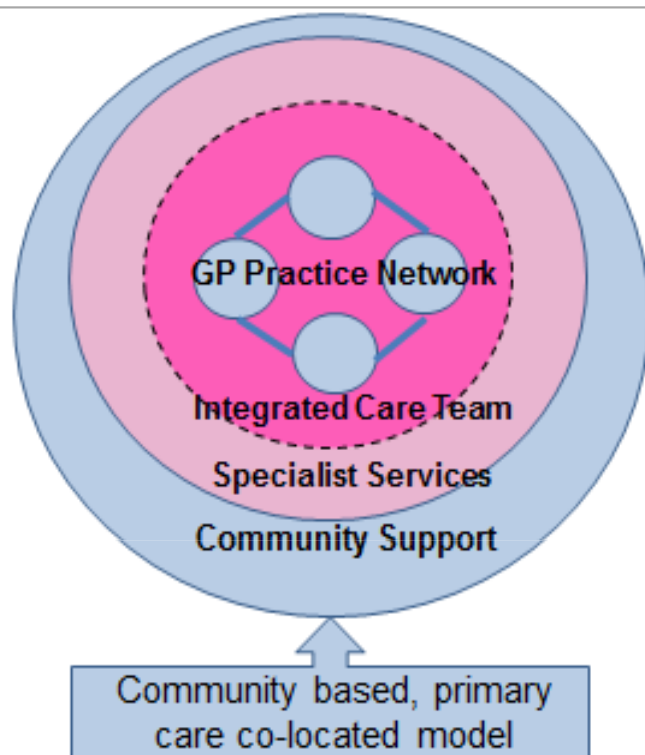 GP Practice Network
Integrated Care Team
Specialist Services
Community Support
Community based, primary
care co-located model